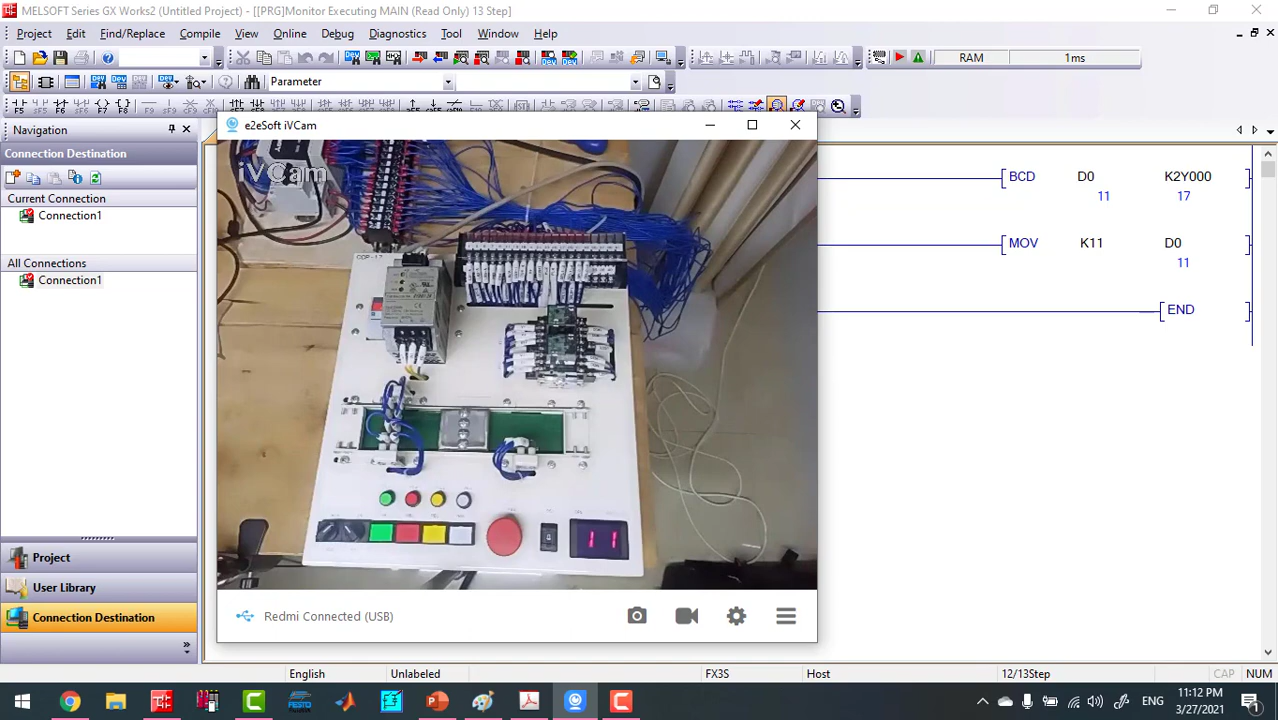 MELSOFT Series GX Works2 (Untitled Project) - [[PRG]Monitor Executing MAIN (Read Only) 13 Step]
Project Edit Find/Replace Compile View Online Debug Diagnostics Tool Window Help
RAM 1ms
Parameter
Navigation
e2eSoft iVCam
Connection Destination
iVCam
BCD D0 K2Y000
11 17
Current Connection
Connection1
MOV K11 D0
11
All Connections
Connection1
END
11
Project
User Library
Connection Destination
Redmi Connected (USB)
English Unlabeled FX3S Host 12/13Step CAP NUM
ENG
11:12 PM
3/27/2021